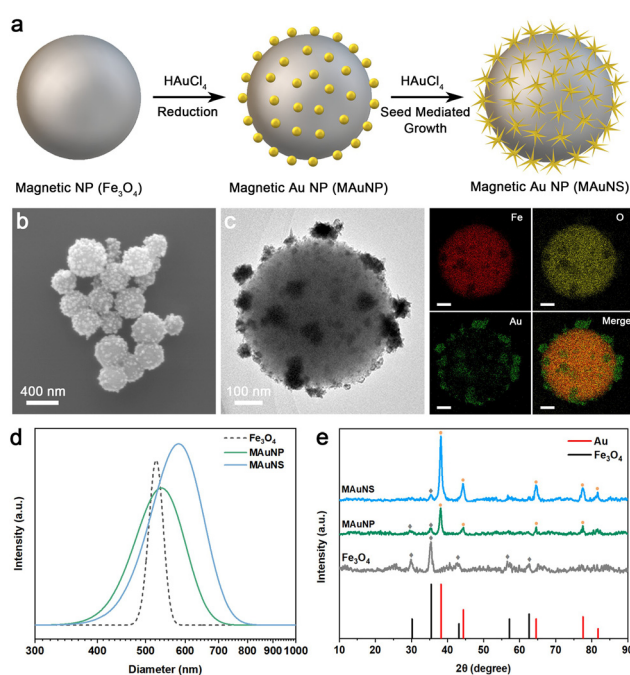 a
HAuCl4
Reduction
HAuCl4
Seed Mediated
Growth
Magnetic NP (Fe3O4)
Magnetic Au NP (MAuNP)
Magnetic Au NP (MAuNS)
b
400 nm
c
100 nm
Fe
O
Au
Merge
d
Fe3O4
MAuNP
MAuNS
Intensity (a.u.)
300 400 500 600 700 800 900 1000
Diameter (nm)
e
Au
Fe3O4
MAuNS
MAuNP
Fe3O4
Intensity (a.u.)
10 20 30 40 50 60 70 80 90
2θ (degree)